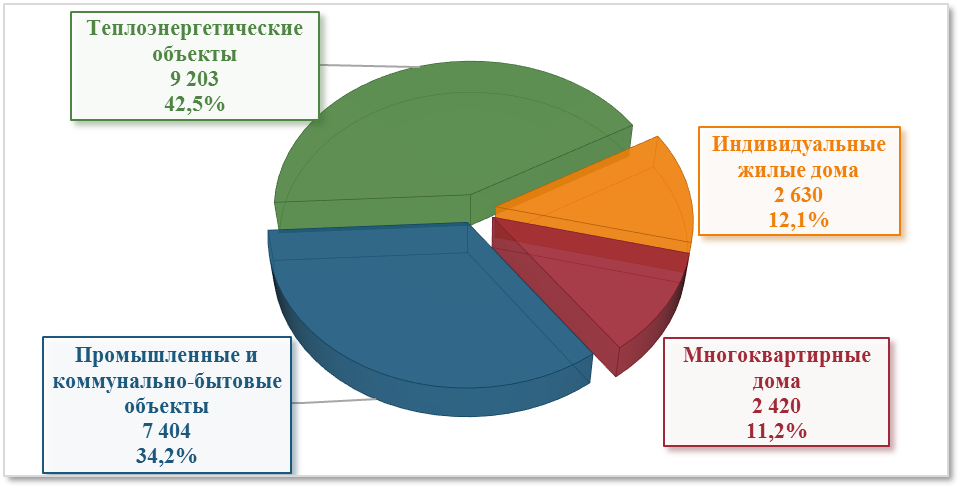 Теплоэнергетические
объекты
9 203
42,5%
Индивидуальные
жилые дома
2 630
12,1%
Промышленные и
коммунально-бытовые
объекты
7 404
34,2%
Многоквартирные
дома
2 420
11,2%